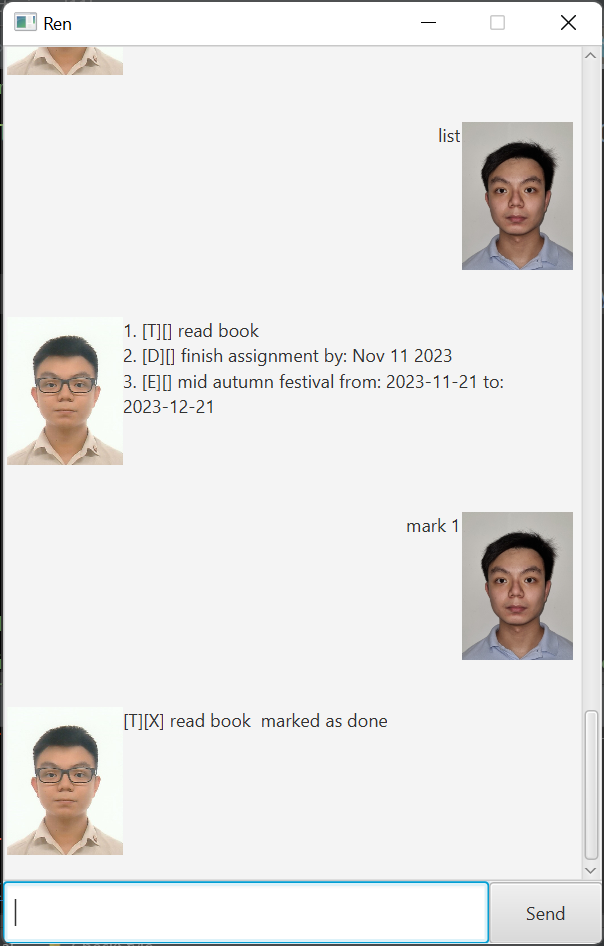 Ren
list
1. [T][] read book
2. [D][] finish assignment by: Nov 11 2023
3. [E][] mid autumn festival from: 2023-11-21 to:
2023-12-21
mark 1
[T][X] read book  marked as done
Send